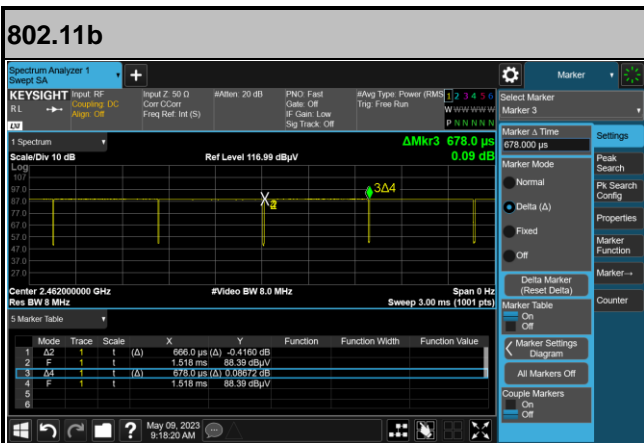 802.11b
Spectrum Analyzer 1
Swept SA
KEYSIGHT
RL
Input: RF
Coupling: DC
Align: Off
Input Z: 50 Ω
Corr CCorr
Freq Ref: Int (S)
#Atten: 20 dB
PNO: Fast
Gate: Off
IF Gain: Low
Sig Track: Off
#Avg Type: Power (RMS
Trig: Free Run
1 2 3 4 5 6
W W W W W W
P N N N N N
LXI
1 Spectrum
ΔMkr3 678.0 µs
0.09 dB
Scale/Div 10 dB
Ref Level 116.99 dBµV
Log
107
97.0
87.0
77.0
67.0
57.0
47.0
37.0
27.0
X
2
3Δ4
Center 2.462000000 GHz
#Video BW 8.0 MHz
Span 0 Hz
Res BW 8 MHz
Sweep 3.00 ms (1001 pts)
5 Marker Table
Mode Trace Scale X Y Function Function Width Function Value
1 Δ2 1 t (Δ) 666.0 µs (Δ) -0.4160 dB
2 F 1 t 1.518 ms 88.39 dBµV
3 Δ4 1 t (Δ) 678.0 µs (Δ) 0.08672 dB
4 F 1 t 1.518 ms 88.39 dBµV
5
6
?
May 09, 2023
9:18:20 AM
Marker
Select Marker
Marker 3
Marker Δ Time
678.000 µs
Marker Mode
Normal
Delta (Δ)
Fixed
Off
Delta Marker
(Reset Delta)
Marker Table
On
Off
Marker Settings
Diagram
All Markers Off
Couple Markers
On
Off
Settings
Peak
Search
Pk Search
Config
Properties
Marker
Function
Marker→
Counter